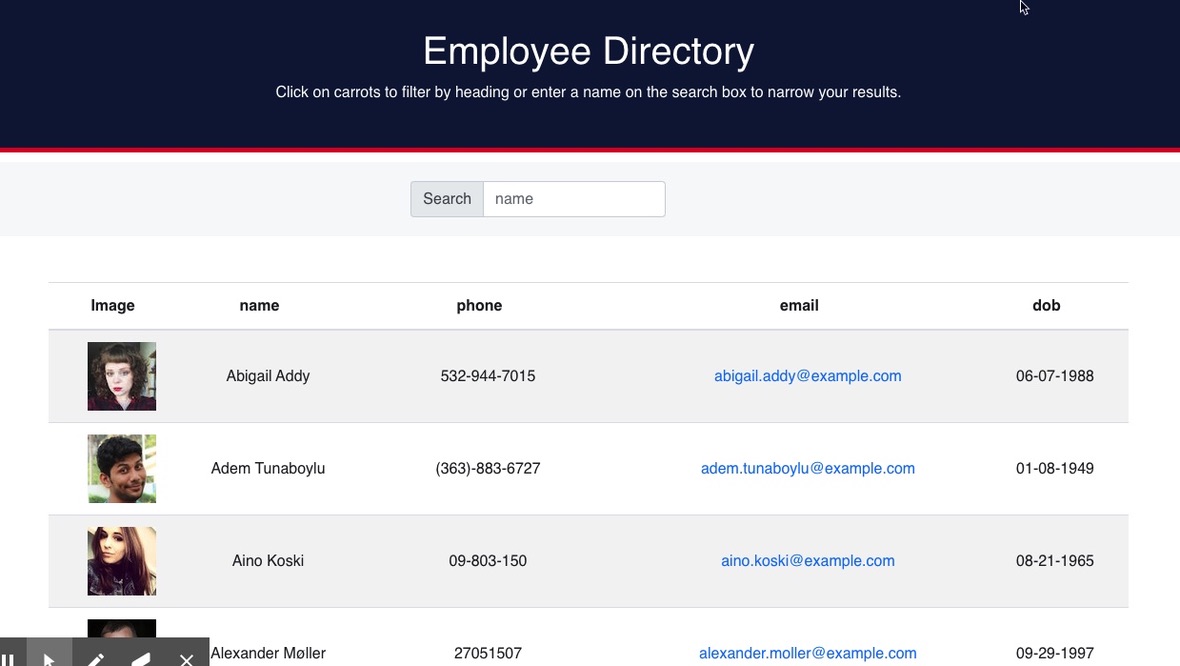 Employee Directory
Click on carrots to filter by heading or enter a name on the search box to narrow your results.
Search name
Image name phone email dob
Abigail Addy 532-944-7015 abigail.addy@example.com 06-07-1988
Adem Tunaboylu (363)-883-6727 adem.tunaboylu@example.com 01-08-1949
Aino Koski 09-803-150 aino.koski@example.com 08-21-1965
Alexander Møller 27051507 alexander.moller@example.com 09-29-1997